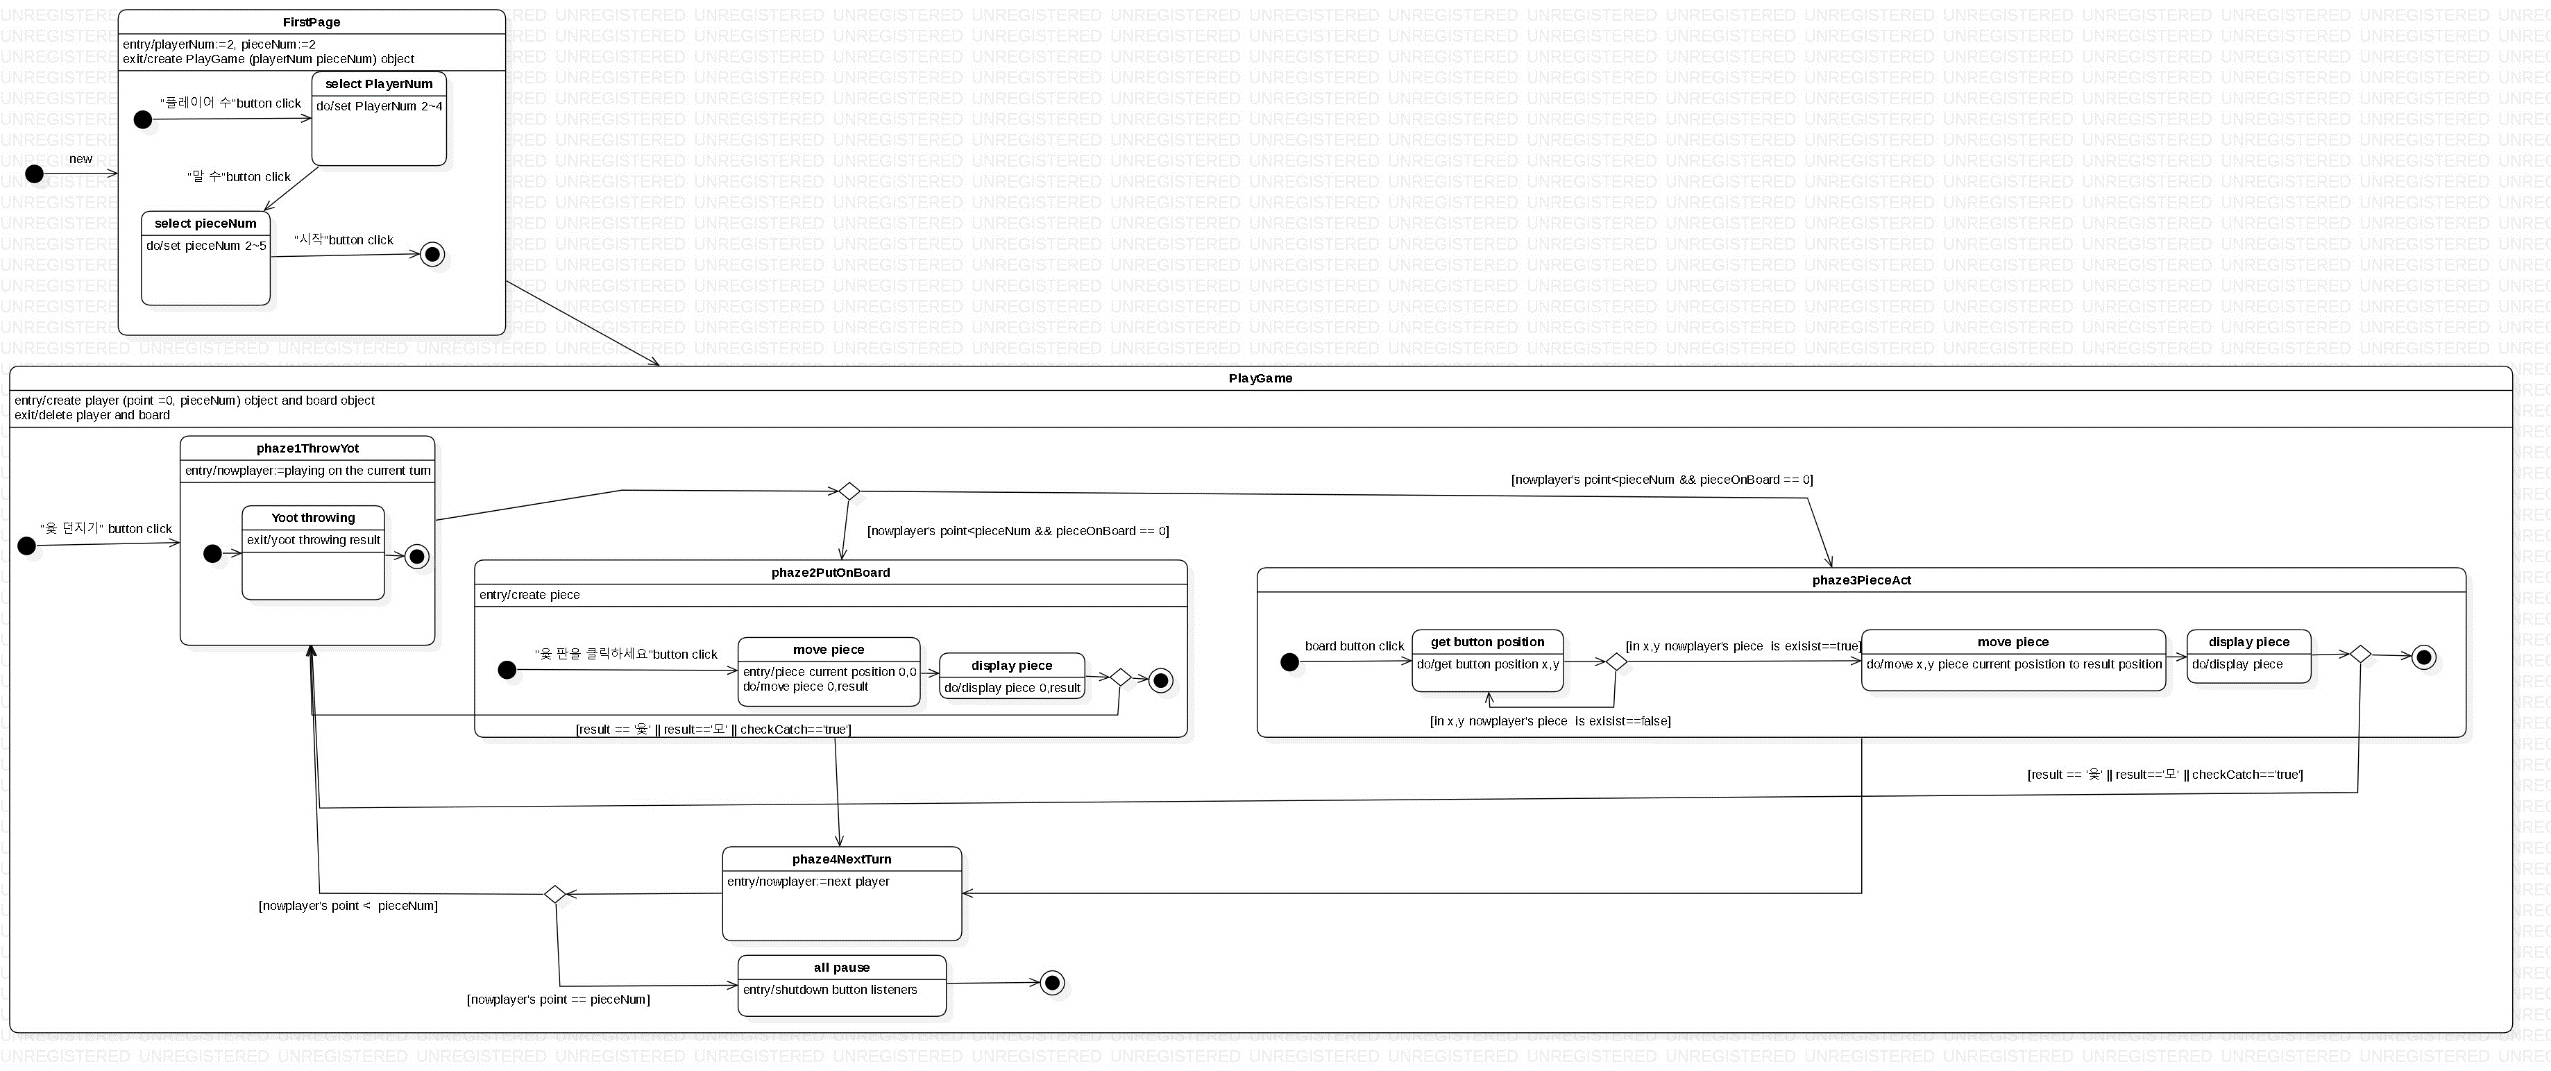 FirstPage
entry/playerNum:=2, pieceNum:=2
exit/create PlayGame (playerNum pieceNum) object
select PlayerNum
"플레이어 수"button click
do/set PlayerNum 2~4
new
"말 수"button click
select pieceNum
do/set pieceNum 2~5
"시작"button click
PlayGame
entry/create player (point =0, pieceNum) object and board object
exit/delete player and board
phaze1ThrowYot
entry/nowplayer:=playing on the current turn
Yoot throwing
exit/yoot throwing result
"윷 던지기" button click
[nowplayer's point<pieceNum && pieceOnBoard == 0]
[nowplayer's point<pieceNum && pieceOnBoard == 0]
phaze2PutOnBoard
entry/create piece
"윷 판을 클릭하세요"button click
move piece
entry/piece current position 0,0
do/move piece 0,result
display piece
do/display piece 0,result
[result == '윷' || result=='모' || checkCatch=='true']
phaze3PieceAct
board button click
get button position
do/get button position x,y
[in x,y nowplayer's piece  is exisist==true]
[in x,y nowplayer's piece  is exisist==false]
move piece
do/move x,y piece current posistion to result position
display piece
do/display piece
[result == '윷' || result=='모' || checkCatch=='true']
phaze4NextTurn
entry/nowplayer:=next player
[nowplayer's point <  pieceNum]
all pause
entry/shutdown button listeners
[nowplayer's point == pieceNum]
UNREGISTERED